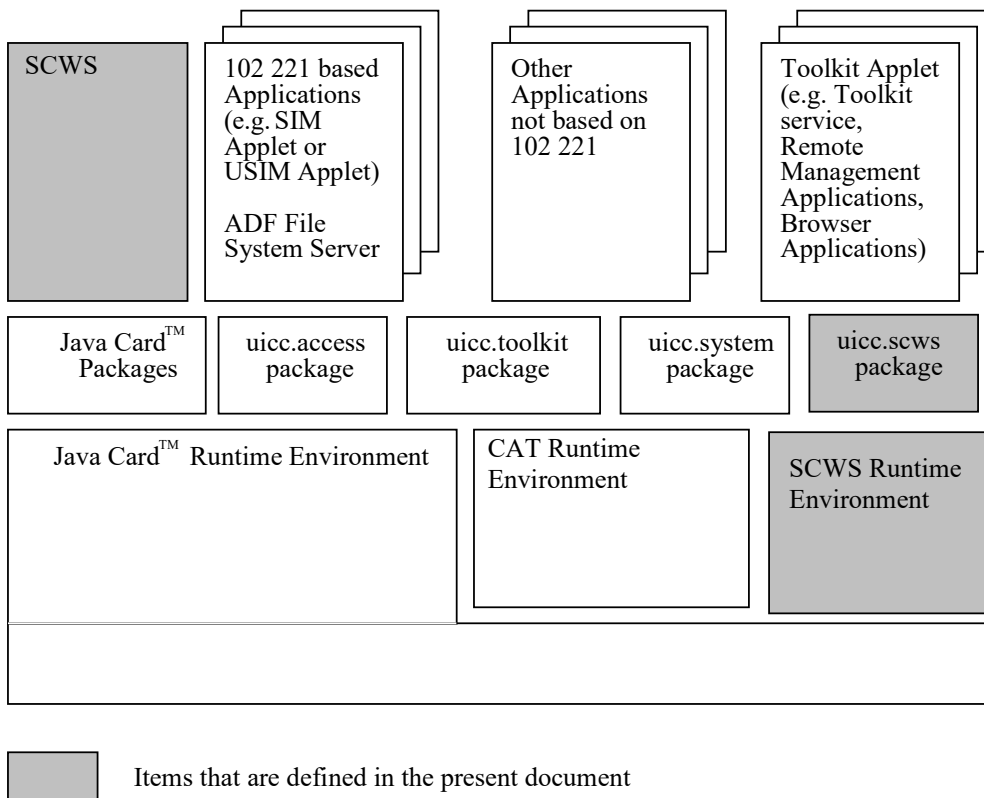 SCWS
102 221 based
Applications
(e.g. SIM
Applet or
USIM Applet)
ADF File
System Server
Other
Applications
not based on
102 221
Toolkit Applet
(e.g. Toolkit
service,
Remote
Management
Applications,
Browser
Applications)
Java Card™
Packages
uicc.access
package
uicc.toolkit
package
uicc.system
package
uicc.scws
package
Java Card™ Runtime Environment
CAT Runtime
Environment
SCWS Runtime
Environment
Items that are defined in the present document